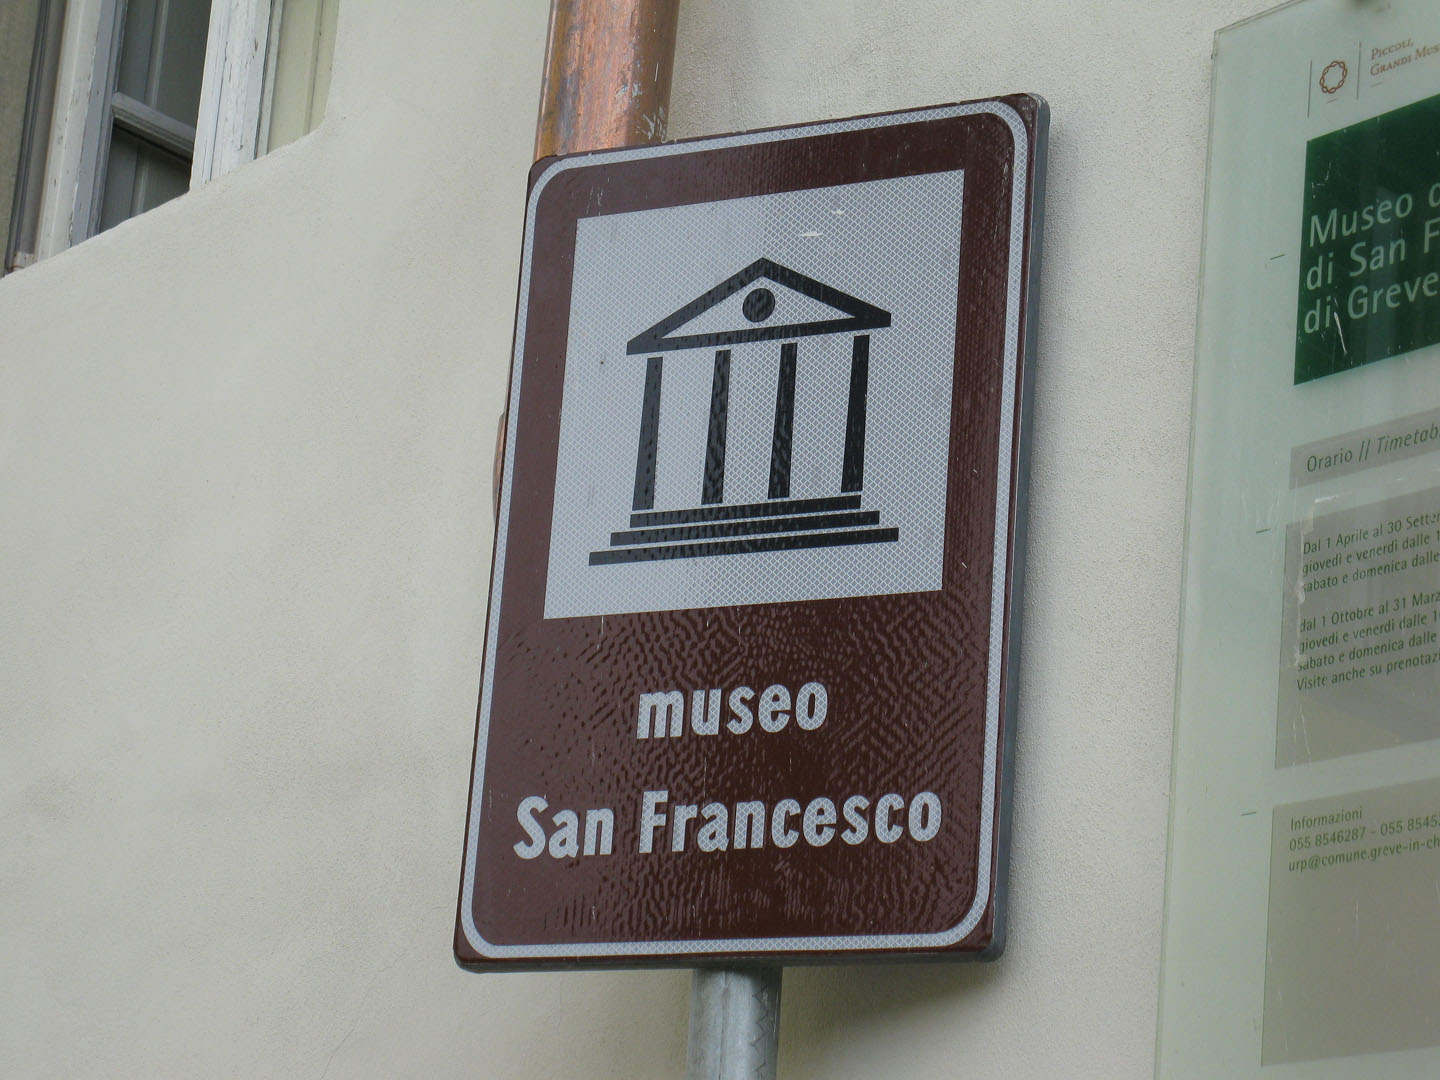 museo
San Francesco
PICCOLI
GRANDI MUS
Museo d
di San F
di Greve
Orario // Timetab
Dal 1 Aprile al 30 Sette
giovedì e venerdì dalle 1
sabato e domenica dalle
dal 1 Ottobre al 31 Marz
giovedì e venerdì dalle 1
sabato e domenica dalle
Visite anche su prenotaz
Informazioni
055 8546287 - 055 8545
urp@comune.greve-in-ch